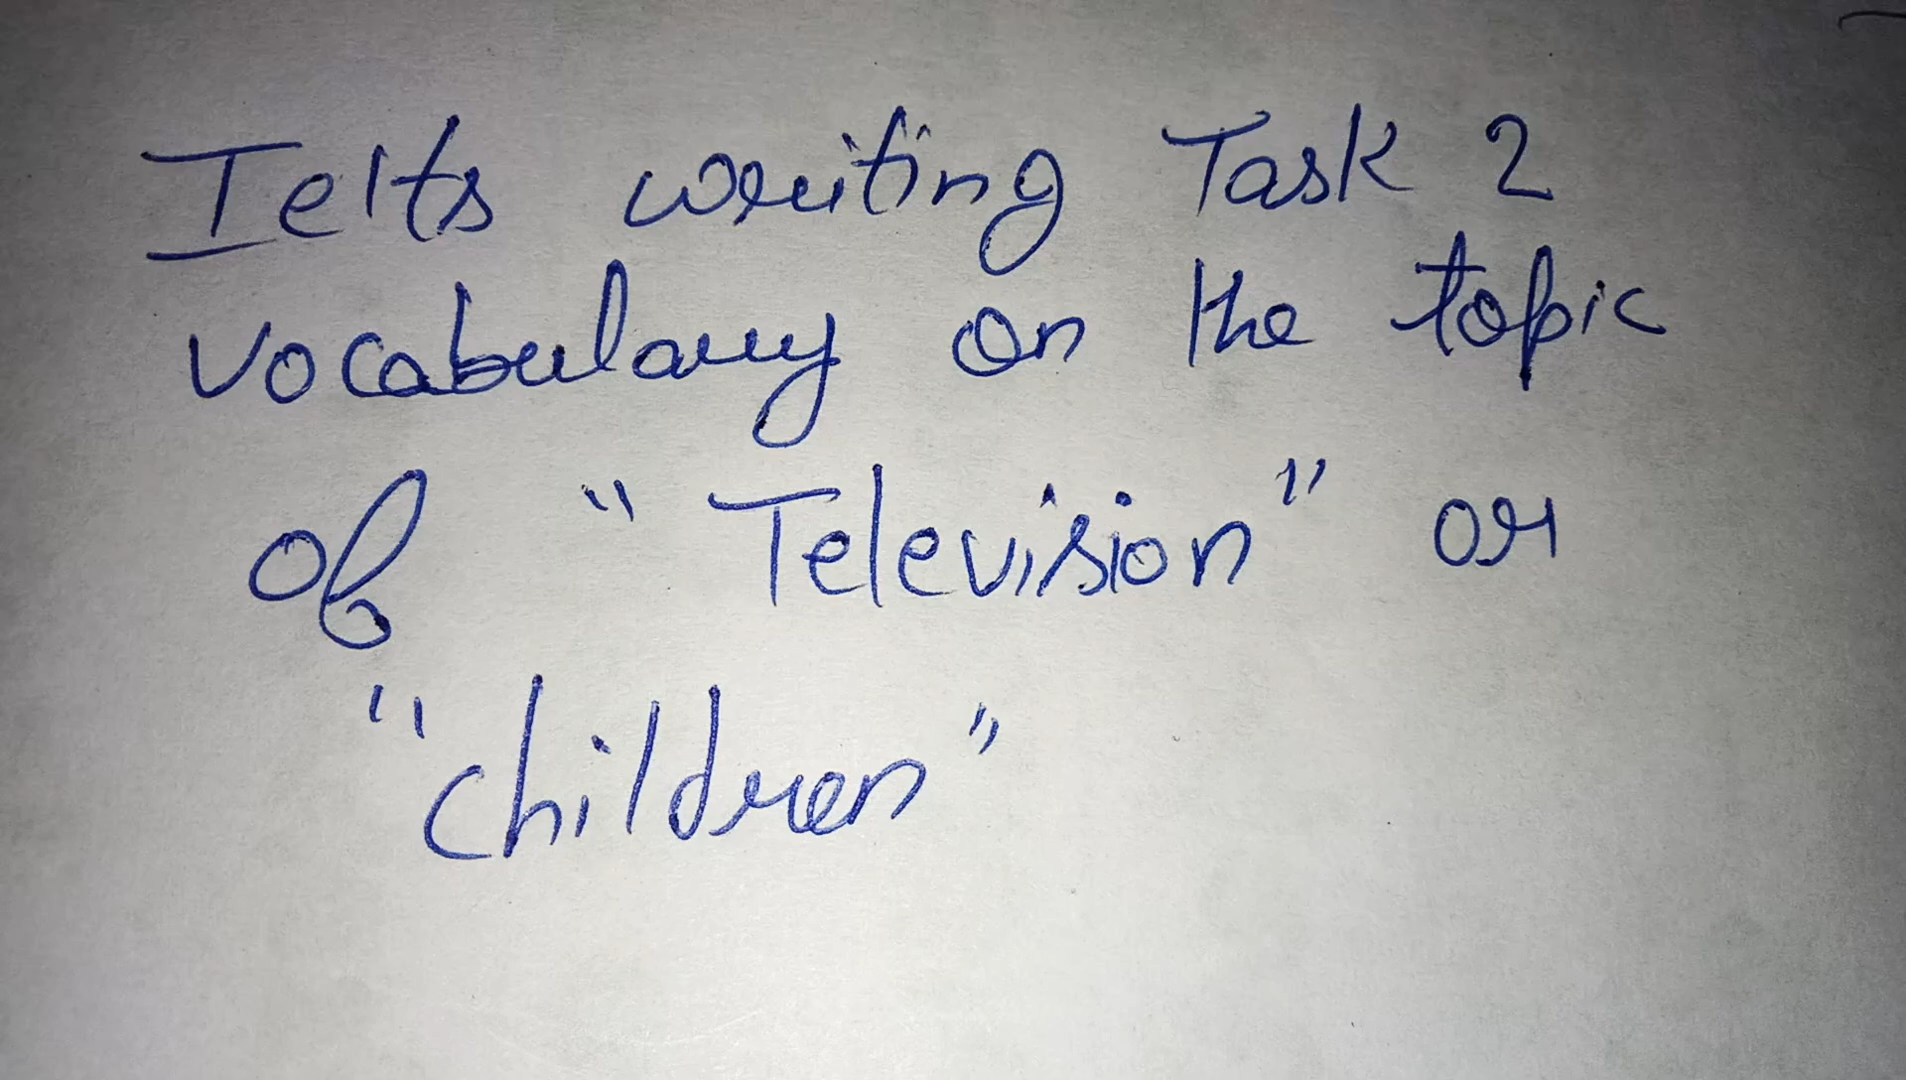 Ielts writing Task 2
vocabulary on the topic
of "Television" or
"children"